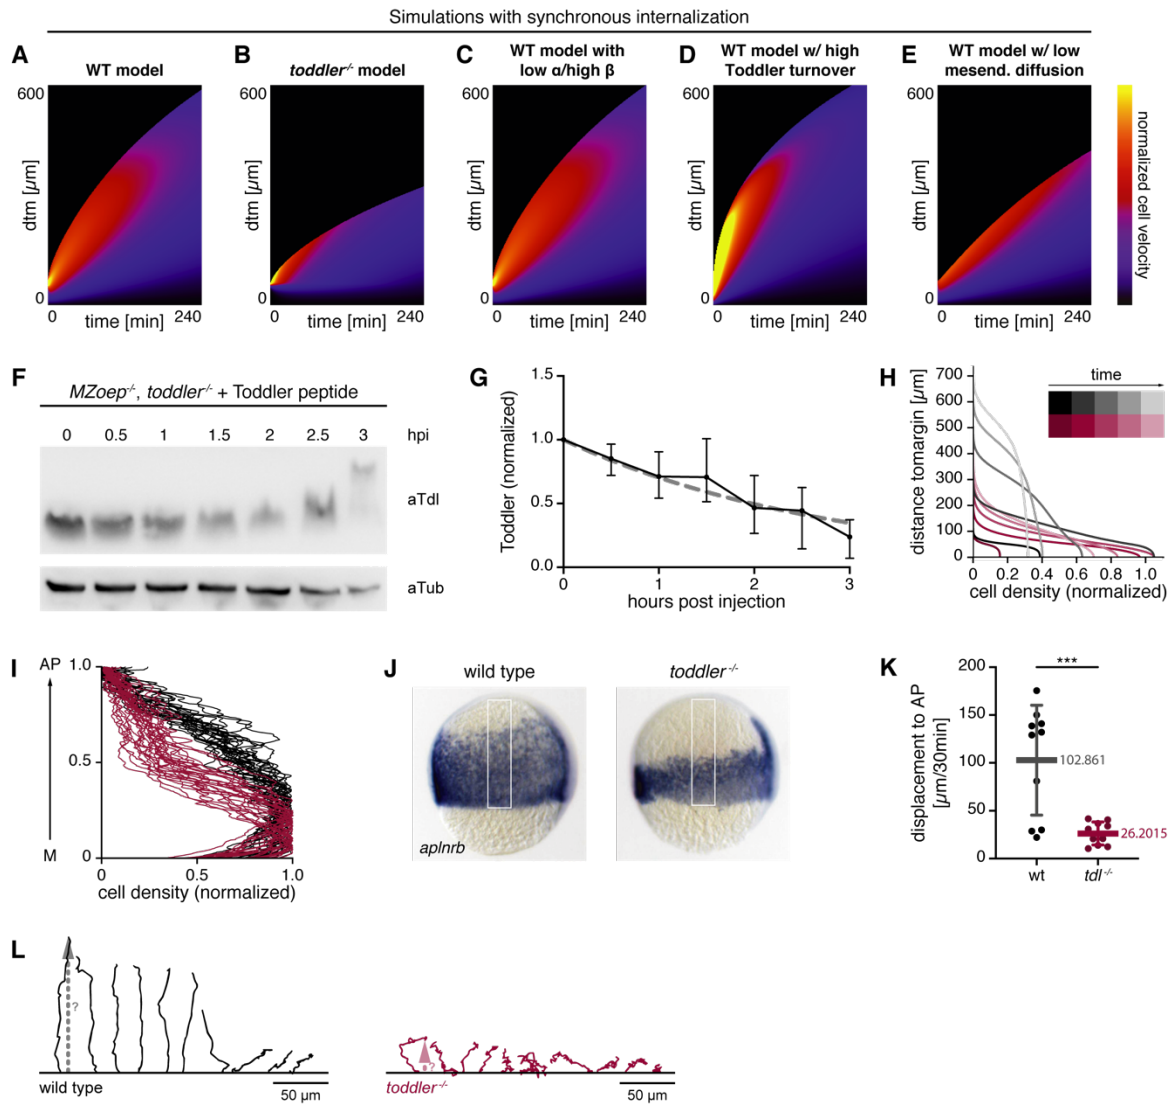 Simulations with synchronous internalization
A
WT model
B
toddler-/- model
C
WT model with
low α/high β
D
WT model w/ high
Toddler turnover
E
WT model w/ low
mesend. diffusion
600
dtm [µm]
0
0
time [min]
240
600
dtm [µm]
0
0
time [min]
240
600
dtm [µm]
0
0
time [min]
240
600
dtm [µm]
0
0
time [min]
240
600
dtm [µm]
0
0
time [min]
240
normalized cell velocity
F
MZoep-/-, toddler-/- + Toddler peptide
0 0.5 1 1.5 2 2.5 3 hpi
aTdl
aTub
G
Toddler (normalized)
1.5
1.0
0.5
0.0
0 1 2 3
hours post injection
H
time
distance tomargin [µm]
700
600
500
400
300
200
100
0
0 0.2 0.4 0.6 0.8 1.0
cell density (normalized)
I
AP
M
1.0
0.5
0
0 0.5 1.0
cell density (normalized)
J
wild type
toddler-/-
aplnrb
K
***
displacement to AP
[µm/30min]
200
150
100
50
0
102.861
26.2015
wt
tdl-/-
L
?
wild type
50 µm
?
toddler-/-
50 µm